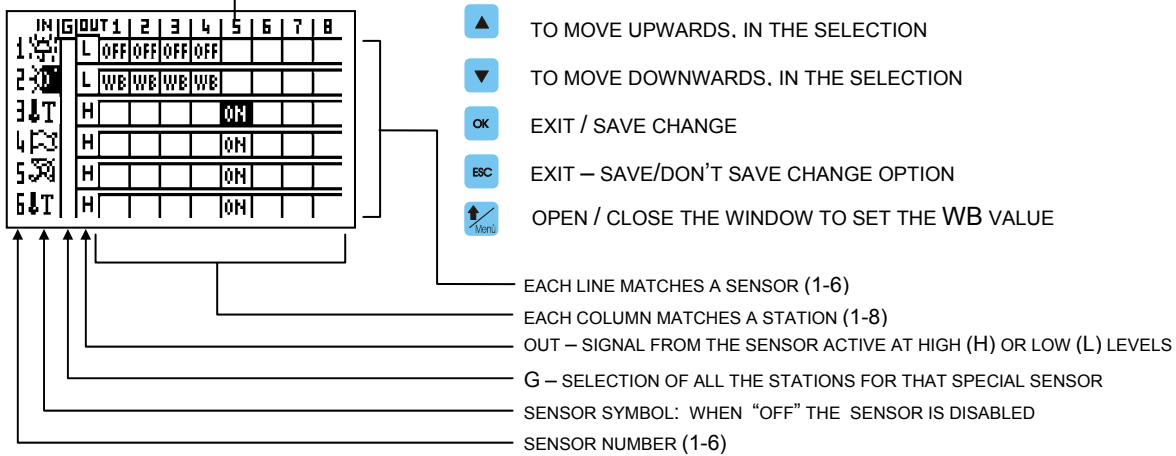 IN G OUT 1 2 3 4 5 6 7 8
1 L OFF OFF OFF OFF
2 L WB WB WB WB
3 T H ON
4 H ON
5 H ON
6 T H ON
TO MOVE UPWARDS, IN THE SELECTION
TO MOVE DOWNWARDS, IN THE SELECTION
OK EXIT / SAVE CHANGE
ESC EXIT – SAVE/DON'T SAVE CHANGE OPTION
Menù OPEN / CLOSE THE WINDOW TO SET THE WB VALUE
EACH LINE MATCHES A SENSOR (1-6)
EACH COLUMN MATCHES A STATION (1-8)
OUT – SIGNAL FROM THE SENSOR ACTIVE AT HIGH (H) OR LOW (L) LEVELS
G – SELECTION OF ALL THE STATIONS FOR THAT SPECIAL SENSOR
SENSOR SYMBOL: WHEN "OFF" THE SENSOR IS DISABLED
SENSOR NUMBER (1-6)